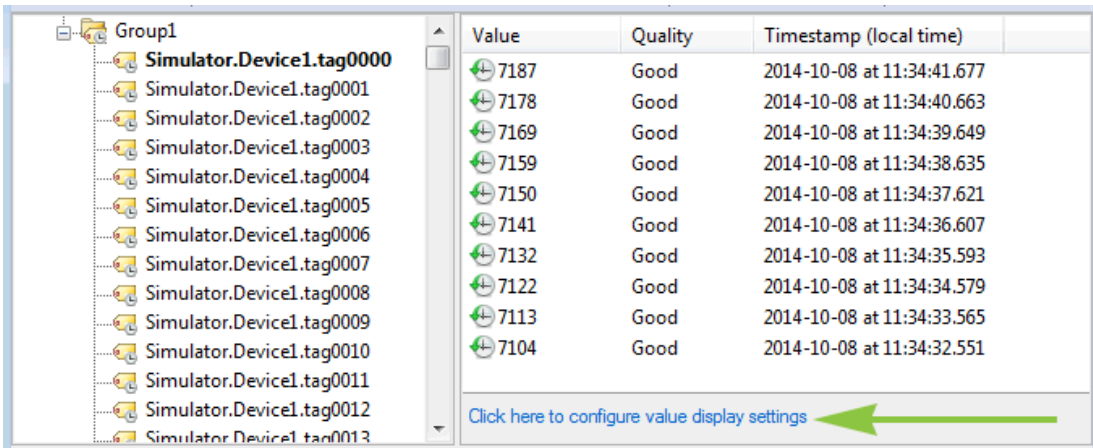 Group1
Simulator.Device1.tag0000
Simulator.Device1.tag0001
Simulator.Device1.tag0002
Simulator.Device1.tag0003
Simulator.Device1.tag0004
Simulator.Device1.tag0005
Simulator.Device1.tag0006
Simulator.Device1.tag0007
Simulator.Device1.tag0008
Simulator.Device1.tag0009
Simulator.Device1.tag0010
Simulator.Device1.tag0011
Simulator.Device1.tag0012
Simulator.Device1.tag0013
Value Quality Timestamp (local time)
7187 Good 2014-10-08 at 11:34:41.677
7178 Good 2014-10-08 at 11:34:40.663
7169 Good 2014-10-08 at 11:34:39.649
7159 Good 2014-10-08 at 11:34:38.635
7150 Good 2014-10-08 at 11:34:37.621
7141 Good 2014-10-08 at 11:34:36.607
7132 Good 2014-10-08 at 11:34:35.593
7122 Good 2014-10-08 at 11:34:34.579
7113 Good 2014-10-08 at 11:34:33.565
7104 Good 2014-10-08 at 11:34:32.551
Click here to configure value display settings